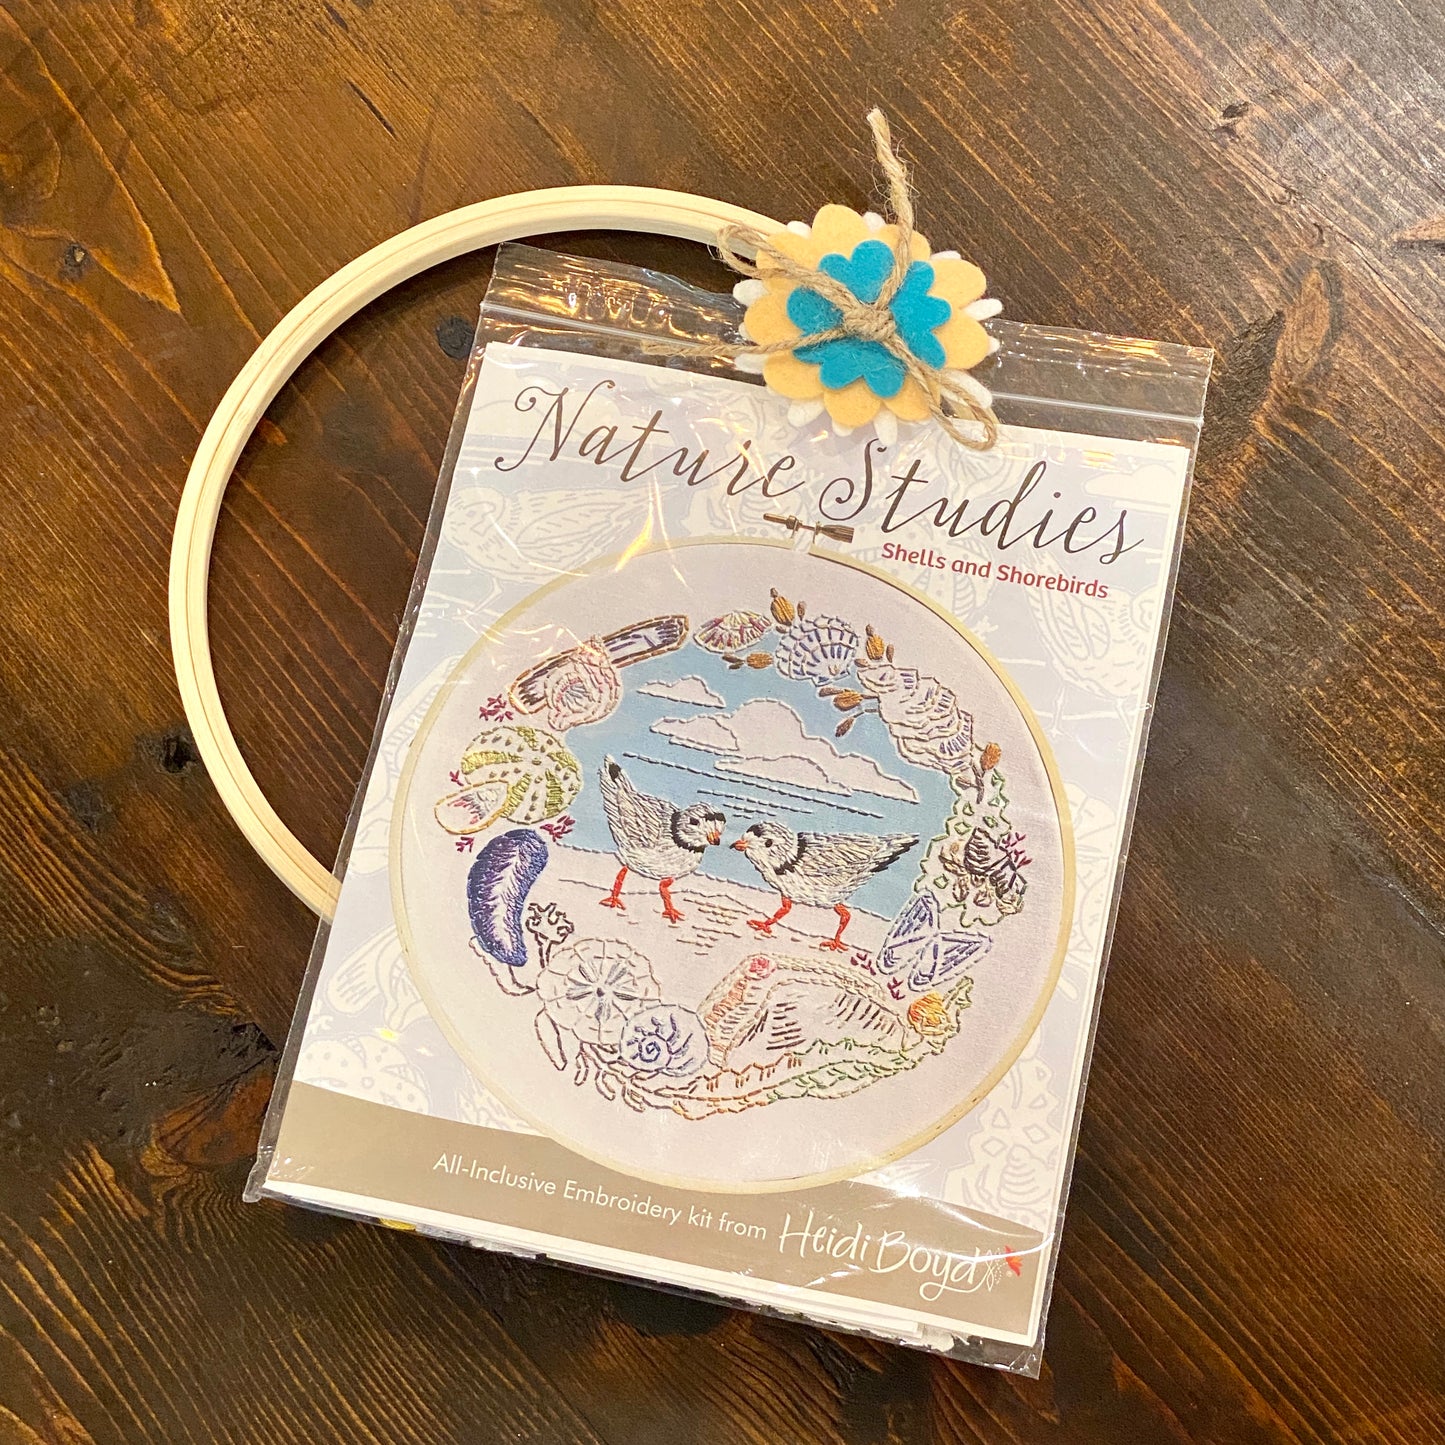 Nature Studies
Shells and Shorebirds
All-Inclusive Embroidery kit from Heidi Boyd